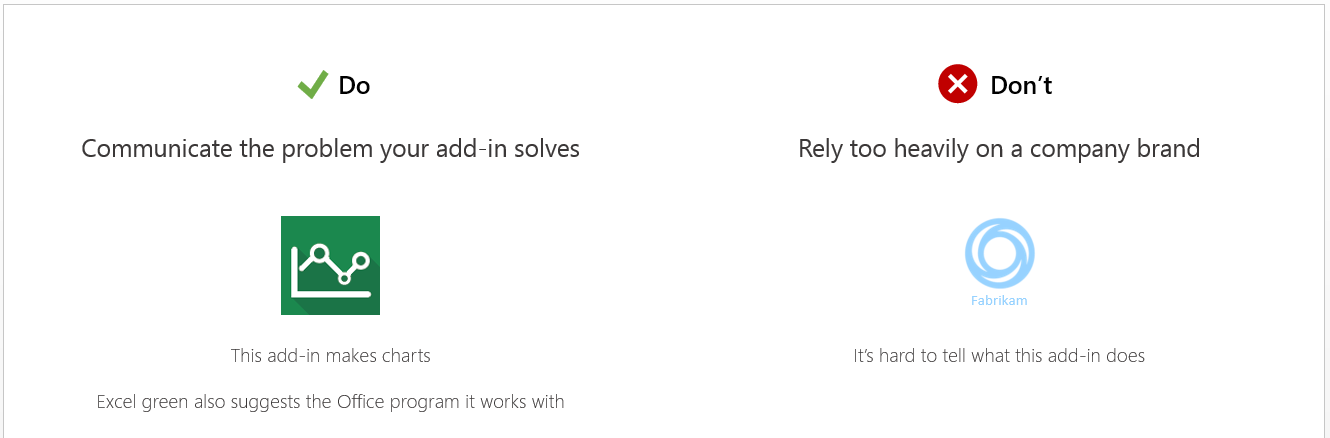 Do
Communicate the problem your add-in solves
This add-in makes charts
Excel green also suggests the Office program it works with
Don’t
Rely too heavily on a company brand
Fabrikam
It’s hard to tell what this add-in does